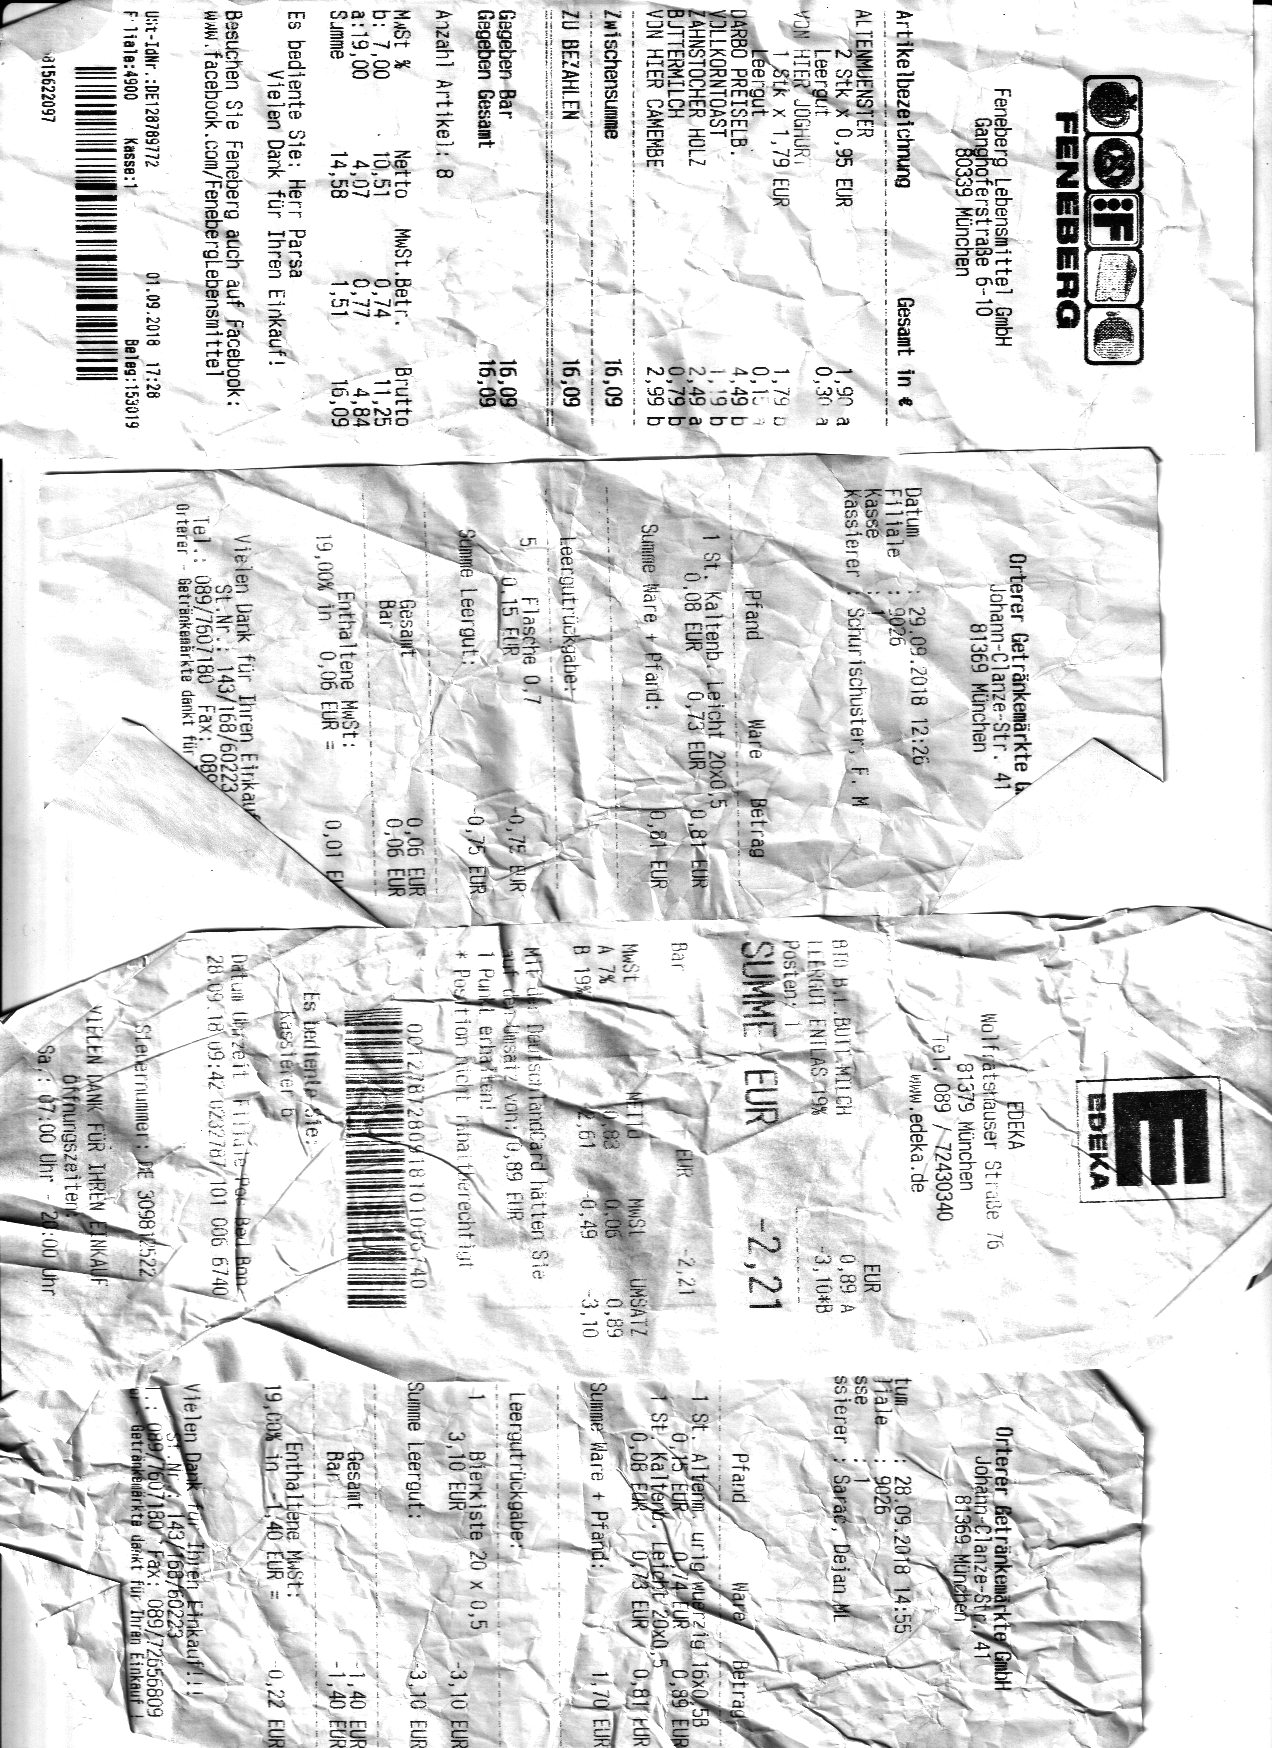 FENEBERG
Feneberg Lebensmittel GmbH
Ganghoferstraße 6-10
80339 München
Artikelbezeichnung Gesamt in €
ALTENMUENSTER 1,90 a
2 Stk x 0,95 EUR
Leergut 0,30 a
VON HIER JOGHURT 1,79 b
1 Stk x 1,79 EUR
Leergut 0,15 a
DARBO PREISELB. 4,49 b
VOLLKORNTOAST 1,19 b
ZAHNSTOCHER HOLZ 2,49 a
BUTTERMILCH 0,79 b
VON HIER CAMEMBE 2,99 b
Zwischensumme 16,09
ZU BEZAHLEN 16,09
Gegeben Bar 16,09
Gegeben Gesamt 16,09
Anzahl Artikel: 8
MwSt % Netto MwSt.Betr. Brutto
b: 7,00 10,51 0,74 11,25
a:19,00 4,07 0,77 4,84
Summe 14,58 1,51 16,09
Es bediente Sie: Herr Parsa
Vielen Dank für Ihren Einkauf!
Besuchen Sie Feneberg auch auf Facebook:
www.facebook.com/FenebergLebensmittel
Ust-IdNr.:DE128789772 01.09.2018 17:28
Filiale:4900 Kasse:1 Beleg:153019
815622097
Orterer Getränkemärkte G
Johann-Clanze-Str. 41
81369 München
Datum : 29.09.2018 12:26
Filiale : 9026
Kasse : 1
Kassierer : Schurischuster, F. M
Pfand Ware Betrag
1 St. Kaltenb. Leicht 20x0,5
0,08 EUR 0,73 EUR 0,81 EUR
Summe Ware + Pfand: 0,81 EUR
Leergutrückgabe:
5 Flasche 0,7
0,15 EUR -0,75 EUR
Summe Leergut: -0,75 EUR
Gesamt 0,06 EUR
Bar 0,06 EUR
Enthaltene MwSt:
19,00% in 0,06 EUR = 0,01 E
Vielen Dank für Ihren Einkauf
St.Nr.: 143/168/60223
Tel.: 089/7607180 Fax: 089
Orterer - Getränkemärkte dankt für
EDEKA
EDEKA
Wolfratshauser Straße 76
81379 München
Tel. 089 / 72430340
www.edeka.de
EUR
BIO B.L.BUTT.MILCH 0,89 A
LEERGUT EINLAS 19% -3,10*B
Posten: 1
SUMME EUR -2,21
Bar EUR -2,21
MwSt NETTO MwSt UMSATZ
A 7% 0,83 0,06 0,89
B 19% -2,61 -0,49 -3,10
Mit der DeutschlandCard hätten Sie
auf den Umsatz von: 0,89 EUR
1 Punkt erhalten!
* Position nicht rabattberechtigt
Es bediente Sie:
Kassierer 6
Datum Uhrzeit Filiale Pos Bed Bon
28.09.18 09:42 023787 101 006 6740
VIELEN DANK FÜR IHREN EINKAUF
Öffnungszeiten:
Sa.: 07:00 Uhr - 20:00 Uhr
Orterer Getränkemärkte GmbH
Johann-Clanze-Str. 41
81369 München
tum : 28.09.2018 14:55
iale : 9026
sse : 1
ssierer : Sarac, Dejan ML
Pfand Ware Betrag
1 St. Altenm. urig wuerzig 16x0,5B
0,15 EUR 0,74 EUR 0,89 EUR
1 St. Kaltenb. Leicht 20x0,5
0,08 EUR 0,73 EUR 0,81 EUR
Summe Ware + Pfand: 1,70 EUR
Leergutrückgabe:
1 Bierkiste 20 x 0,5
3,10 EUR -3,10 EUR
Summe Leergut: -3,10 EUR
Gesamt -1,40 EUR
Bar -1,40 EUR
Enthaltene MwSt:
19,00% in -1,40 EUR = -0,22 EUR
Vielen Dank für Ihren Einkauf!!!
St.Nr.: 143/168/60223
.: 089/7607180 Fax: 089/72656809
Getränkemärkte dankt für Ihren Einkauf !